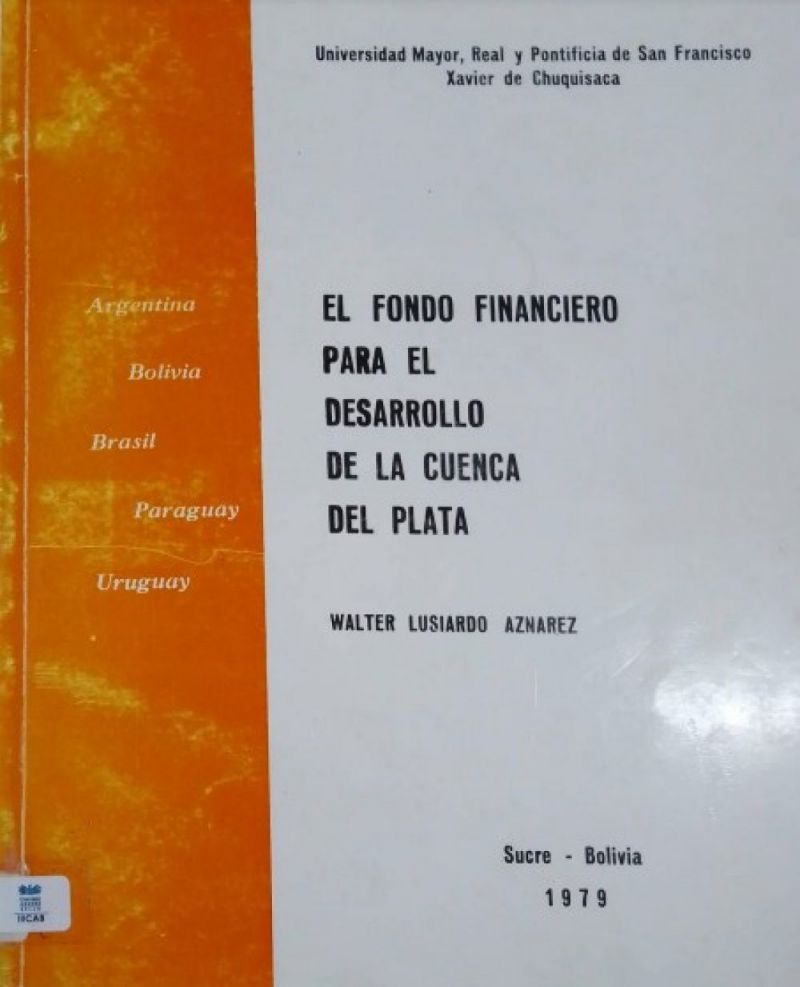 Universidad Mayor, Real y Pontificia de San Francisco
Xavier de Chuquisaca
Argentina
Bolivia
Brasil
Paraguay
Uruguay
EL FONDO FINANCIERO
PARA EL
DESARROLLO
DE LA CUENCA
DEL PLATA
WALTER LUSIARDO AZNAREZ
Sucre - Bolivia
1979
IIICAB